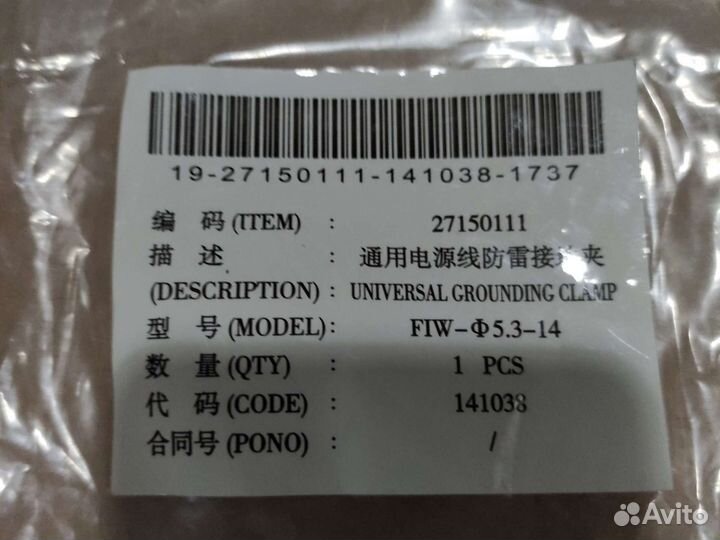 19-27150111-141038-1737
编 码 (ITEM) : 27150111
描 述 : 通用电源线防雷接地夹
(DESCRIPTION) : UNIVERSAL GROUNDING CLAMP
型 号 (MODEL) : FIW-Φ5.3-14
数 量 (QTY) : 1 PCS
代 码 (CODE) : 141038
合同号 (PONO) : /
Avito